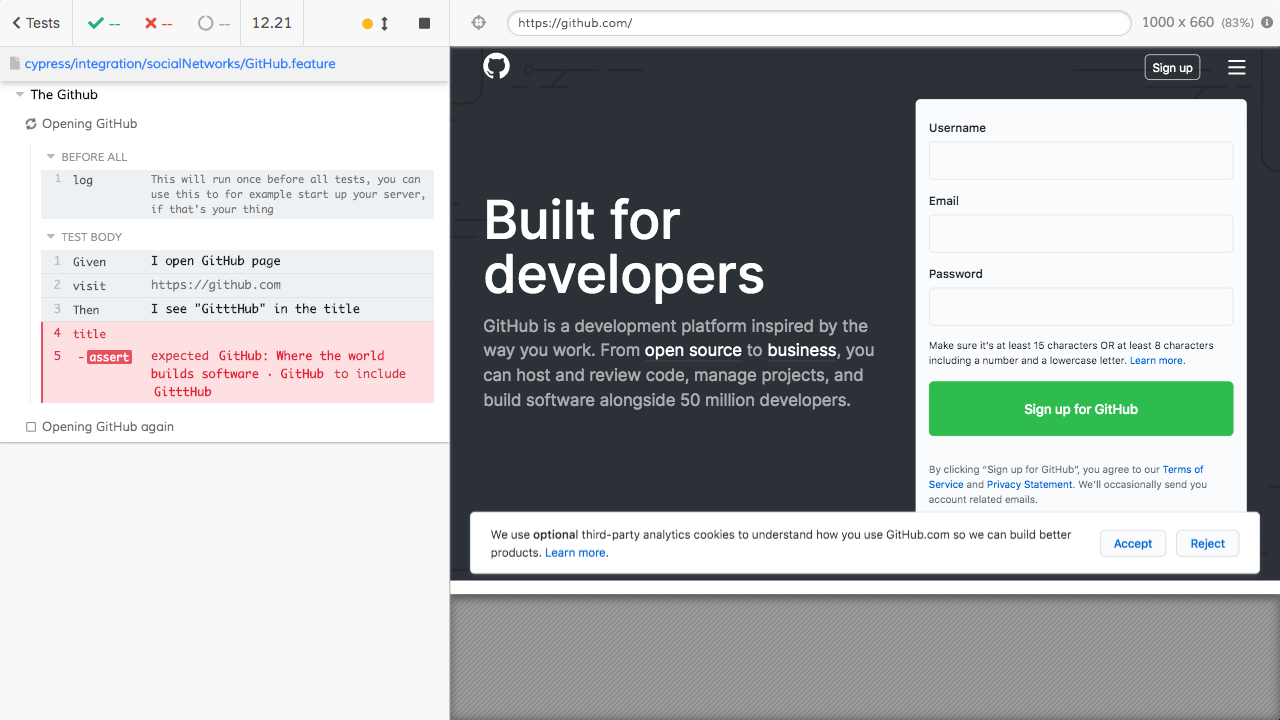 Tests
--
--
--
12.21
https://github.com/
1000 x 660 (83%)
cypress/integration/socialNetworks/GitHub.feature
The Github
Opening GitHub
BEFORE ALL
1 log This will run once before all tests, you can
use this to for example start up your server,
if that's your thing
TEST BODY
1 Given I open GitHub page
2 visit https://github.com
3 Then I see "GitttHub" in the title
4 title
5 -assert expected GitHub: Where the world
builds software · GitHub to include
GitttHub
Opening GitHub again
Sign up
Built for
developers
GitHub is a development platform inspired by the
way you work. From open source to business, you
can host and review code, manage projects, and
build software alongside 50 million developers.
Username
Email
Password
Make sure it's at least 15 characters OR at least 8 characters
including a number and a lowercase letter. Learn more.
Sign up for GitHub
By clicking “Sign up for GitHub”, you agree to our Terms of
Service and Privacy Statement. We’ll occasionally send you
account related emails.
We use optional third-party analytics cookies to understand how you use GitHub.com so we can build better
products. Learn more.
Accept
Reject